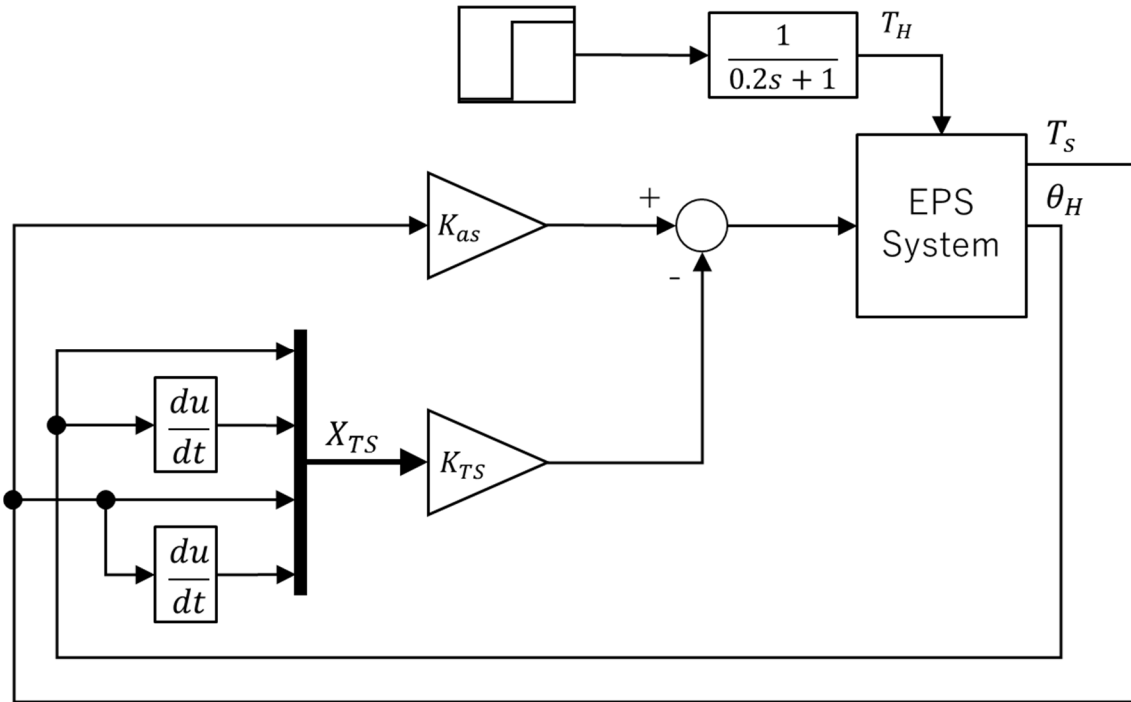 1
0.2s + 1
T_H
EPS
System
T_s
θ_H
K_as
+
-
du
dt
X_TS
K_TS
du
dt